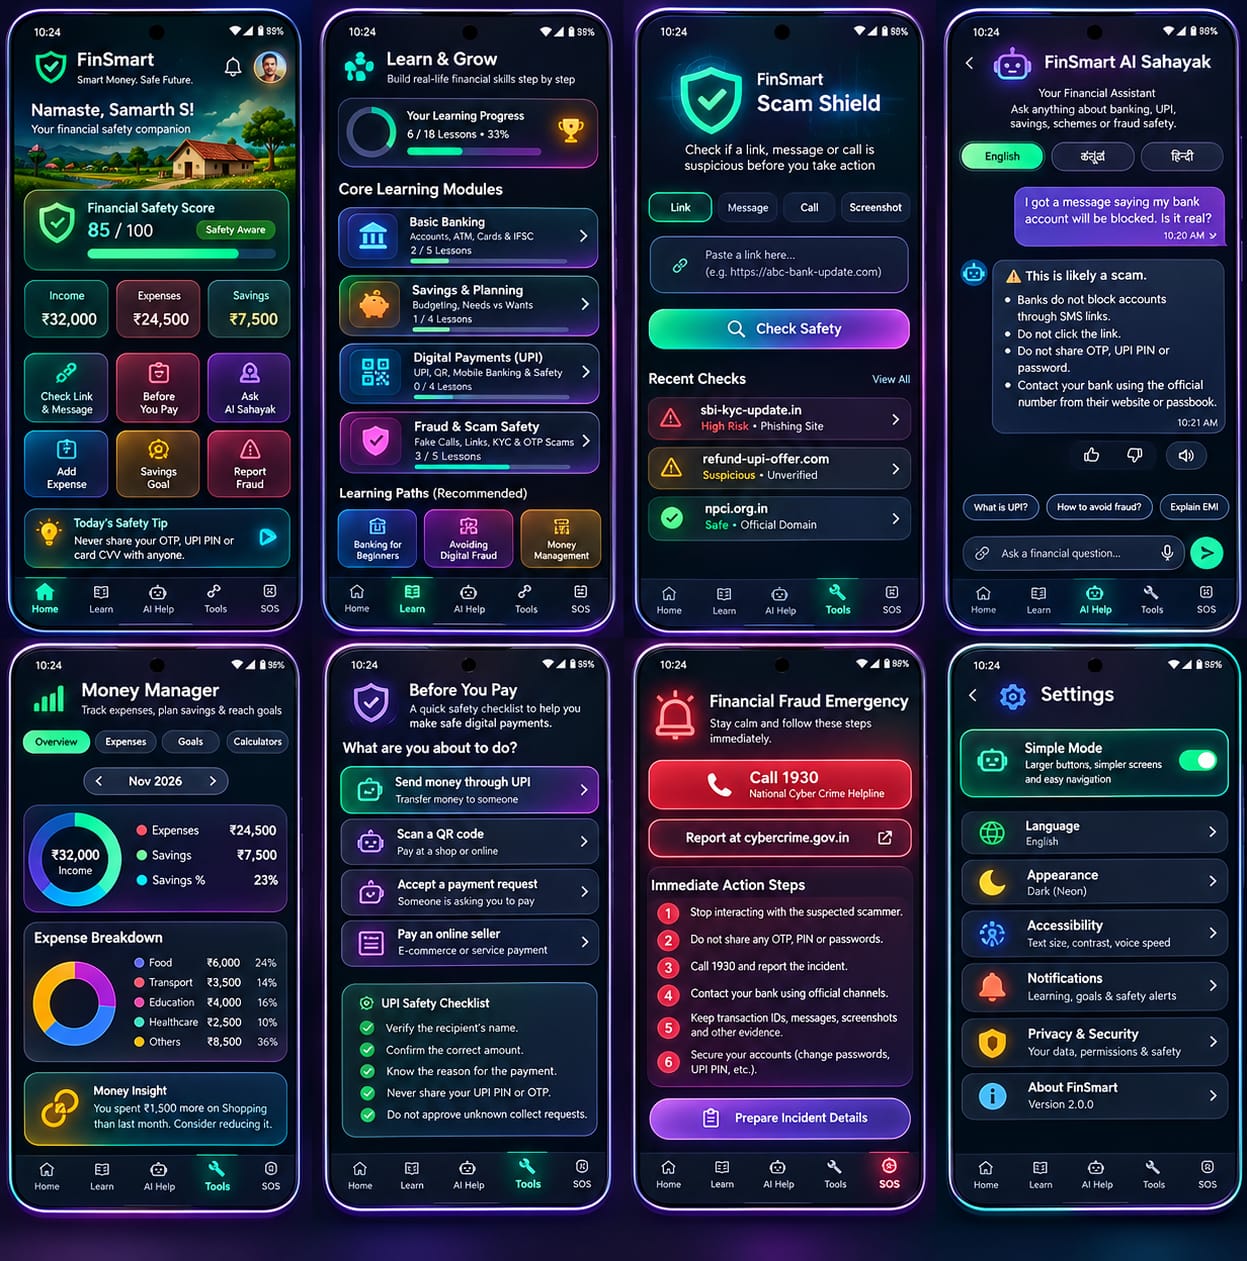 10:24
98%
FinSmart
Smart Money. Safe Future.
Namaste, Samarth S!
Your financial safety companion
Financial Safety Score
85 / 100
Safety Aware
Income
₹32,000
Expenses
₹24,500
Savings
₹7,500
Check Link
& Message
Before
You Pay
Ask
AI Sahayak
Add
Expense
Savings
Goal
Report
Fraud
Today's Safety Tip
Never share your OTP, UPI PIN or
card CVV with anyone.
Home
Learn
AI Help
Tools
SOS
10:24
98%
Learn & Grow
Build real-life financial skills step by step
Your Learning Progress
6 / 18 Lessons • 33%
Core Learning Modules
Basic Banking
Accounts, ATM, Cards & IFSC
2 / 5 Lessons
Savings & Planning
Budgeting, Needs vs Wants
1 / 4 Lessons
Digital Payments (UPI)
UPI, QR, Mobile Banking & Safety
0 / 4 Lessons
Fraud & Scam Safety
Fake Calls, Links, KYC & OTP Scams
3 / 5 Lessons
Learning Paths (Recommended)
Banking for
Beginners
Avoiding
Digital Fraud
Money
Management
Home
Learn
AI Help
Tools
SOS
10:24
98%
FinSmart
Scam Shield
Check if a link, message or call is
suspicious before you take action
Link
Message
Call
Screenshot
Paste a link here...
(e.g. https://abc-bank-update.com)
Check Safety
Recent Checks
View All
sbi-kyc-update.in
High Risk • Phishing Site
refund-upi-offer.com
Suspicious • Unverified
npci.org.in
Safe • Official Domain
Home
Learn
AI Help
Tools
SOS
10:24
98%
FinSmart AI Sahayak
Your Financial Assistant
Ask anything about banking, UPI,
savings, schemes or fraud safety.
English
ಕನ್ನಡ
हिन्दी
I got a message saying my bank
account will be blocked. Is it real?
10:20 AM
This is likely a scam.
• Banks do not block accounts
through SMS links.
• Do not click the link.
• Do not share OTP, UPI PIN or
password.
• Contact your bank using the official
number from their website or passbook.
10:21 AM
What is UPI?
How to avoid fraud?
Explain EMI
Ask a financial question...
Home
Learn
AI Help
Tools
SOS
10:24
Money Manager
Track expenses, plan savings & reach goals
Overview
Expenses
Goals
Calculators
Nov 2026
₹32,000
Income
Expenses ₹24,500
Savings ₹7,500
Savings % 23%
Expense Breakdown
Food ₹6,000 24%
Transport ₹3,500 14%
Education ₹4,000 16%
Healthcare ₹2,500 10%
Others ₹8,500 36%
Money Insight
You spent ₹1,500 more on Shopping
than last month. Consider reducing it.
Home
Learn
AI Help
Tools
SOS
10:24
Before You Pay
A quick safety checklist to help you
make safe digital payments.
What are you about to do?
Send money through UPI
Transfer money to someone
Scan a QR code
Pay at a shop or online
Accept a payment request
Someone is asking you to pay
Pay an online seller
E-commerce or service payment
UPI Safety Checklist
Verify the recipient's name.
Confirm the correct amount.
Know the reason for the payment.
Never share your UPI PIN or OTP.
Do not approve unknown collect requests.
Home
Learn
AI Help
Tools
SOS
10:24
Financial Fraud Emergency
Stay calm and follow these steps
immediately.
Call 1930
National Cyber Crime Helpline
Report at cybercrime.gov.in
Immediate Action Steps
1 Stop interacting with the suspected scammer.
2 Do not share any OTP, PIN or passwords.
3 Call 1930 and report the incident.
4 Contact your bank using official channels.
5 Keep transaction IDs, messages, screenshots
and other evidence.
6 Secure your accounts (change passwords,
UPI PIN, etc.).
Prepare Incident Details
Home
Learn
AI Help
Tools
SOS
10:24
Settings
Simple Mode
Larger buttons, simpler screens
and easy navigation
Language
English
Appearance
Dark (Neon)
Accessibility
Text size, contrast, voice speed
Notifications
Learning, goals & safety alerts
Privacy & Security
Your data, permissions & safety
About FinSmart
Version 2.0.0
Home
Learn
AI Help
Tools
SOS